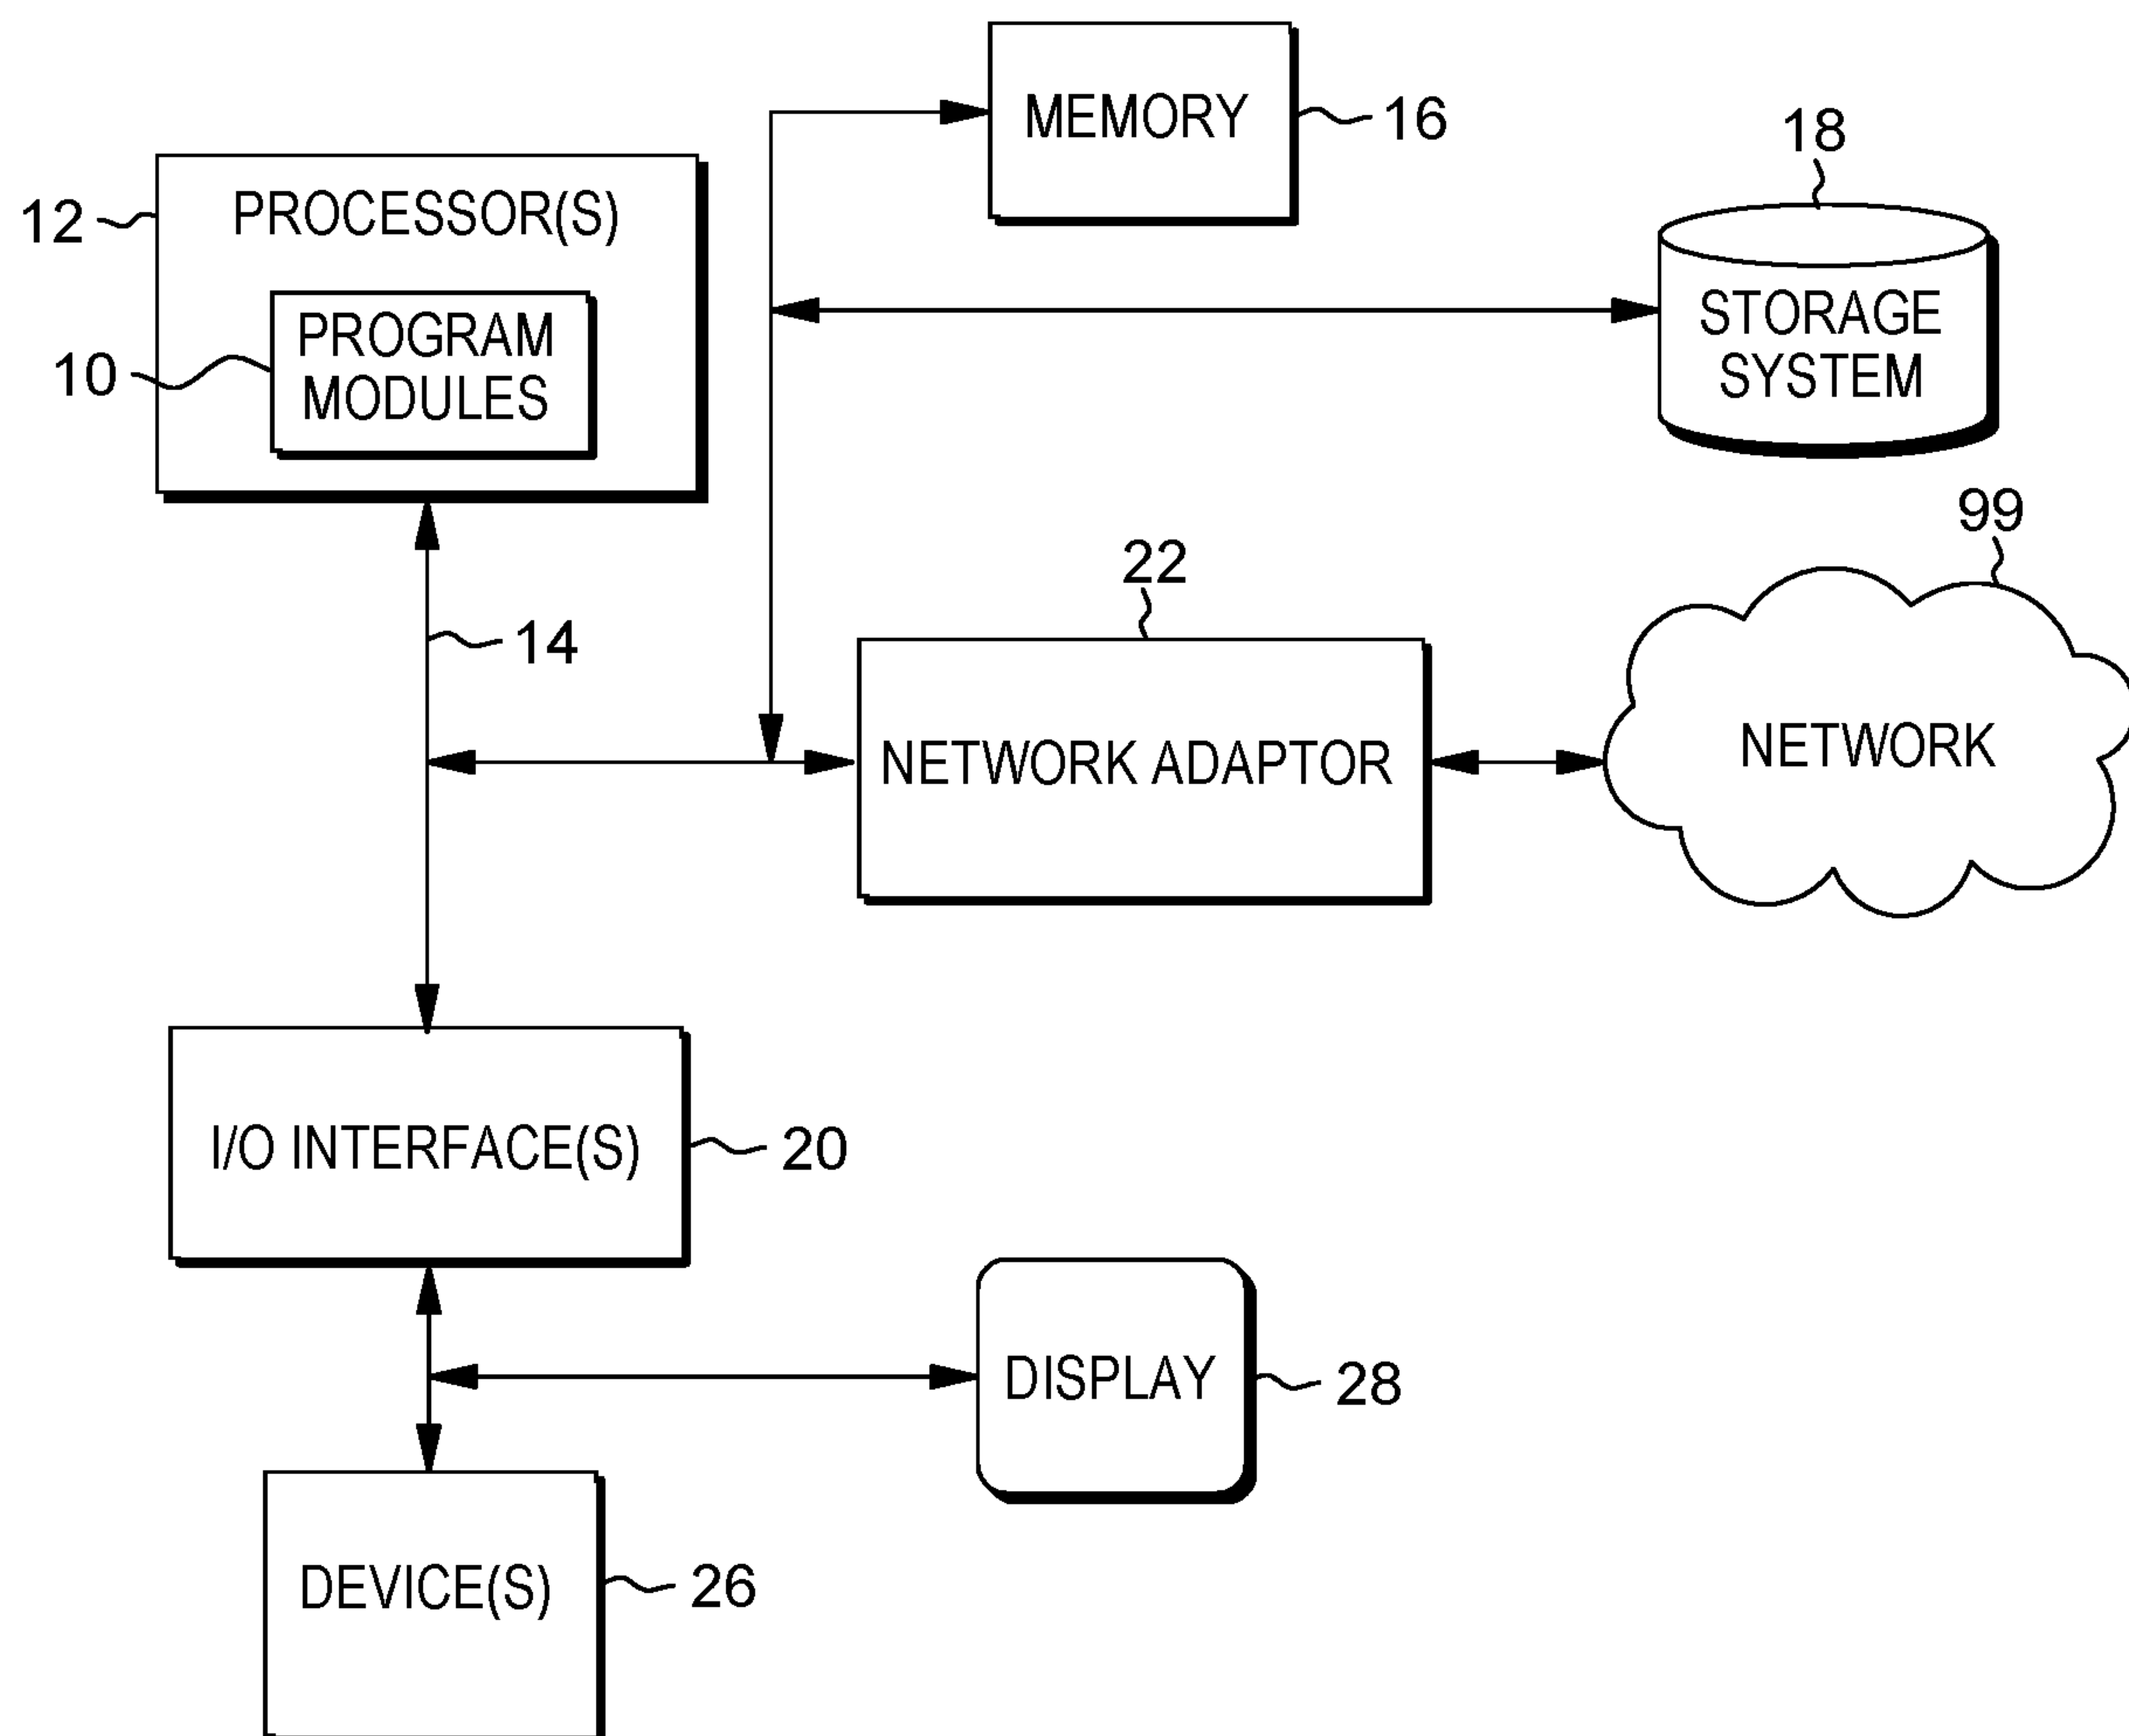 MEMORY
16
18
12
PROCESSOR(S)
10
PROGRAM
MODULES
STORAGE
SYSTEM
99
22
14
NETWORK ADAPTOR
NETWORK
I/O INTERFACE(S)
20
DISPLAY
28
DEVICE(S)
26